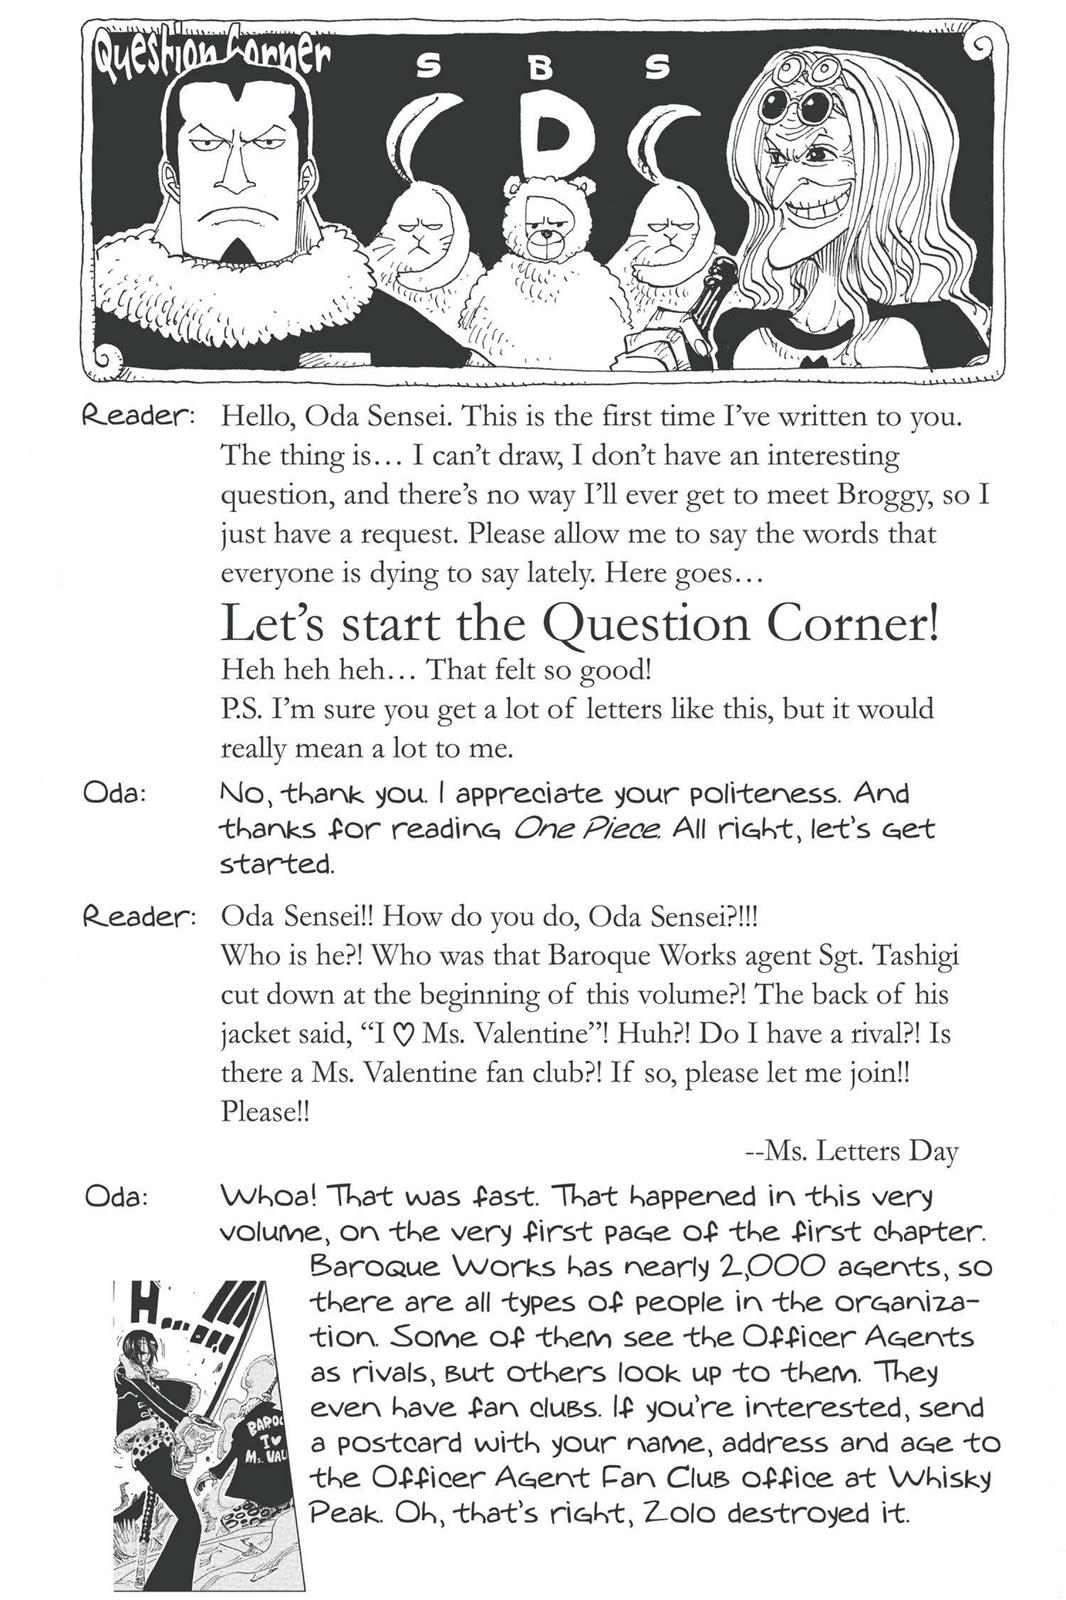 Question Corner
S B S
D
Reader: Hello, Oda Sensei. This is the first time I've written to you.
The thing is... I can't draw, I don't have an interesting
question, and there's no way I'll ever get to meet Broggy, so I
just have a request. Please allow me to say the words that
everyone is dying to say lately. Here goes...
Let's start the Question Corner!
Heh heh heh... That felt so good!
P.S. I'm sure you get a lot of letters like this, but it would
really mean a lot to me.
Oda: No, thank you. I appreciate your politeness. And
thanks for reading One Piece. All right, let's get
started.
Reader: Oda Sensei!! How do you do, Oda Sensei?!!!
Who is he?! Who was that Baroque Works agent Sgt. Tashigi
cut down at the beginning of this volume?! The back of his
jacket said, “I ♡ Ms. Valentine”! Huh?! Do I have a rival?! Is
there a Ms. Valentine fan club?! If so, please let me join!!
Please!!
--Ms. Letters Day
Oda: Whoa! That was fast. That happened in this very
volume, on the very first page of the first chapter.
Baroque Works has nearly 2,000 agents, so
there are all types of people in the organiza-
tion. Some of them see the Officer Agents
as rivals, but others look up to them. They
even have fan clubs. If you're interested, send
a postcard with your name, address and age to
the Officer Agent Fan Club office at Whisky
Peak. Oh, that's right, Zolo destroyed it.
H...!!
BAROQ
I ♥
Ms. VAL